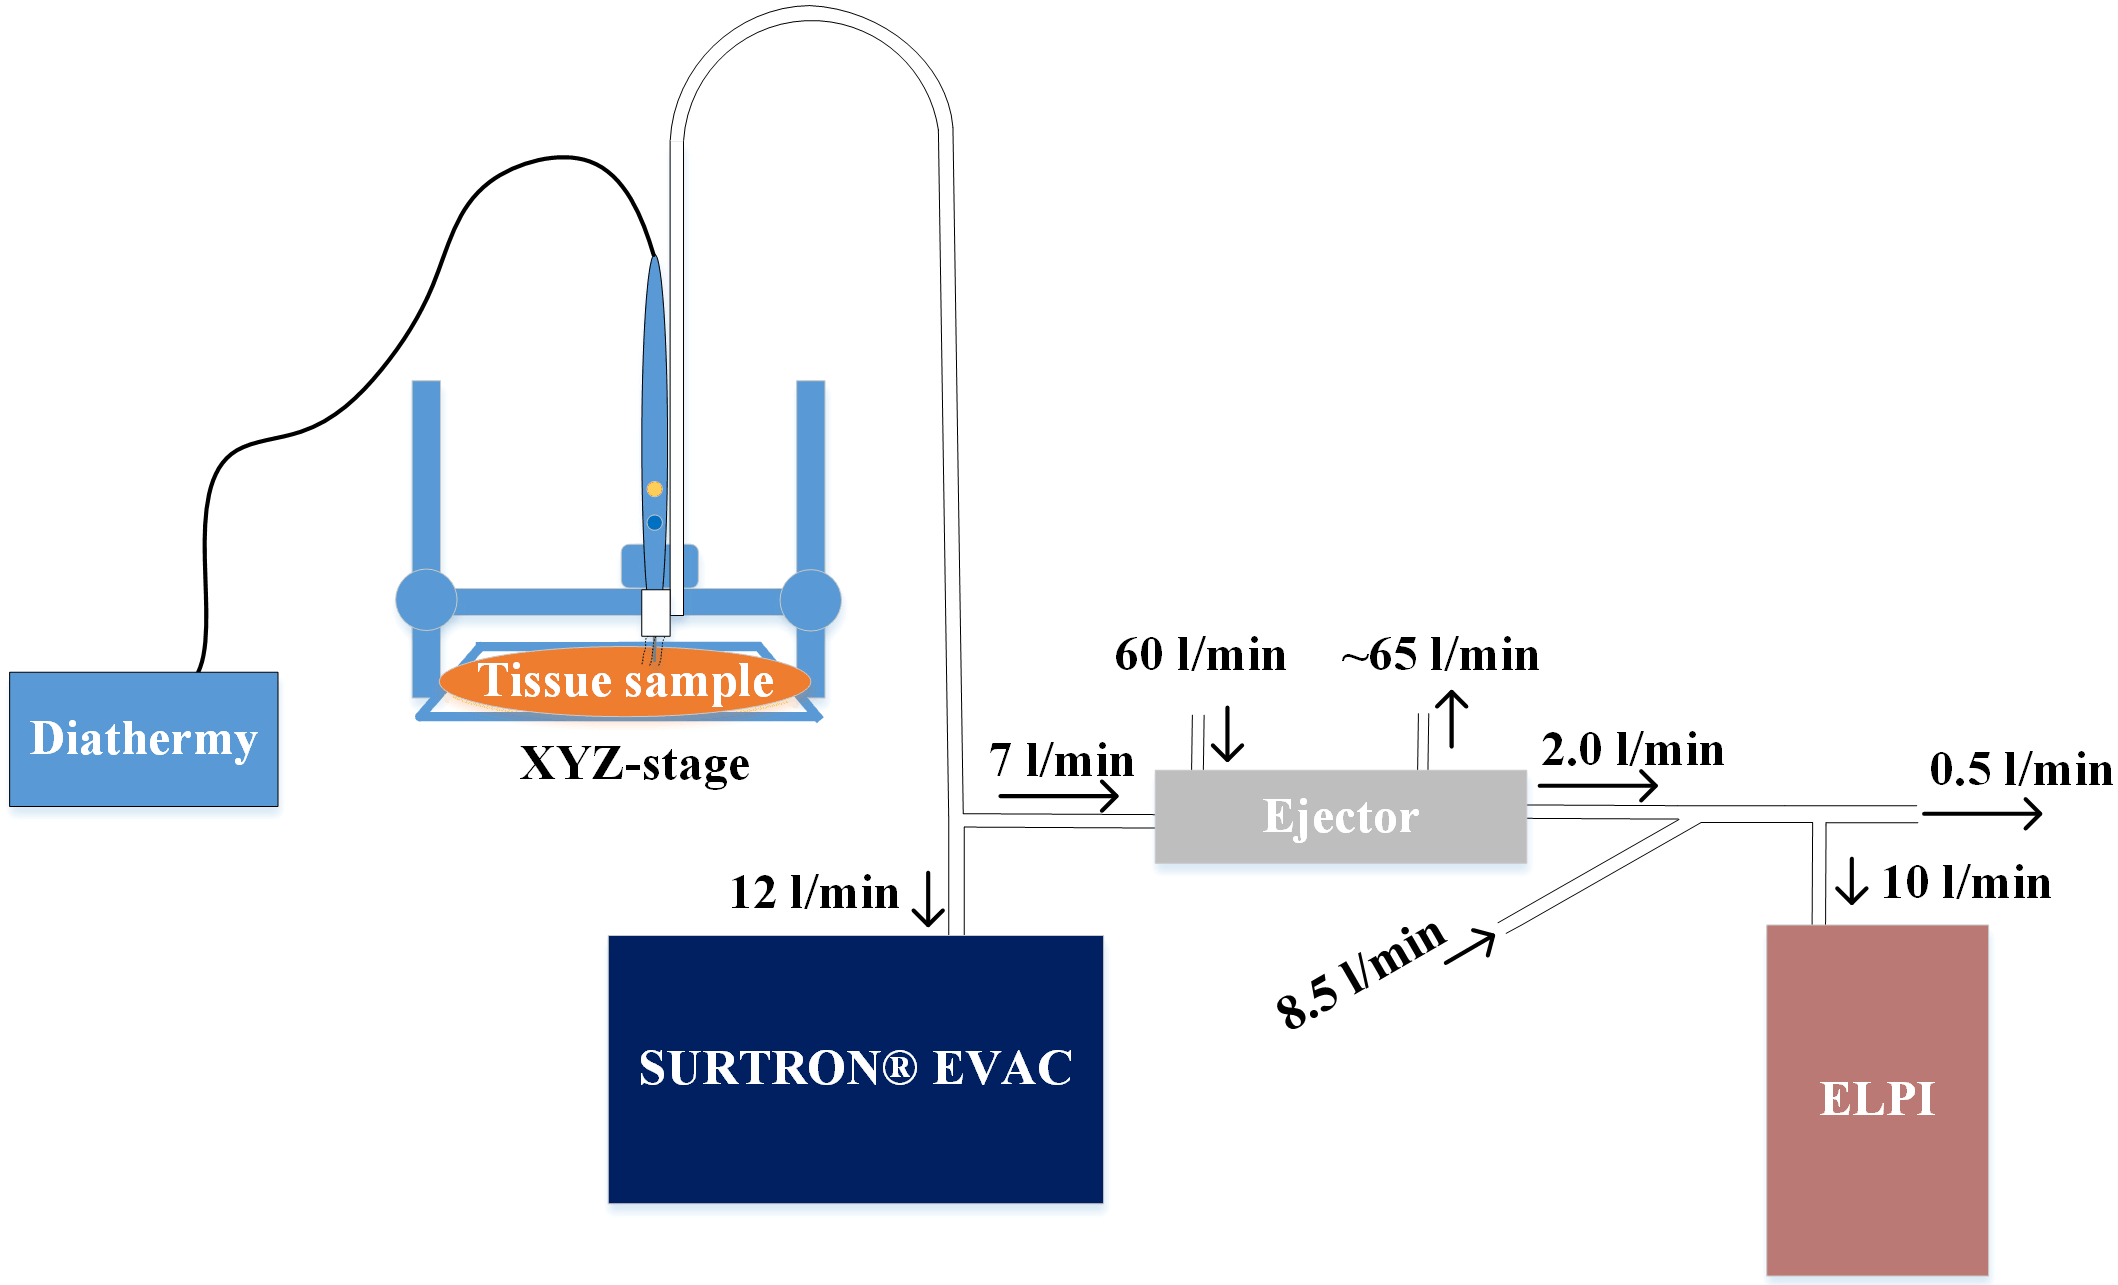 Diathermy
Tissue sample
XYZ-stage
7 l/min
60 l/min
~65 l/min
Ejector
2.0 l/min
0.5 l/min
12 l/min
8.5 l/min
10 l/min
SURTRON® EVAC
ELPI